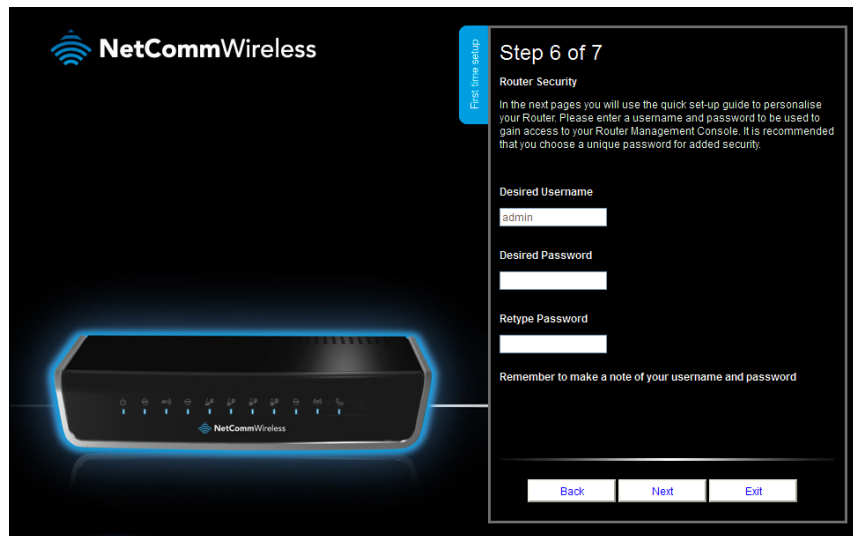 NetCommWireless
First time setup
Step 6 of 7
Router Security
In the next pages you will use the quick set-up guide to personalise
your Router. Please enter a username and password to be used to
gain access to your Router Management Console. It is recommended
that you choose a unique password for added security.
Desired Username
admin
Desired Password
Retype Password
Remember to make a note of your username and password
NetCommWireless
Back
Next
Exit